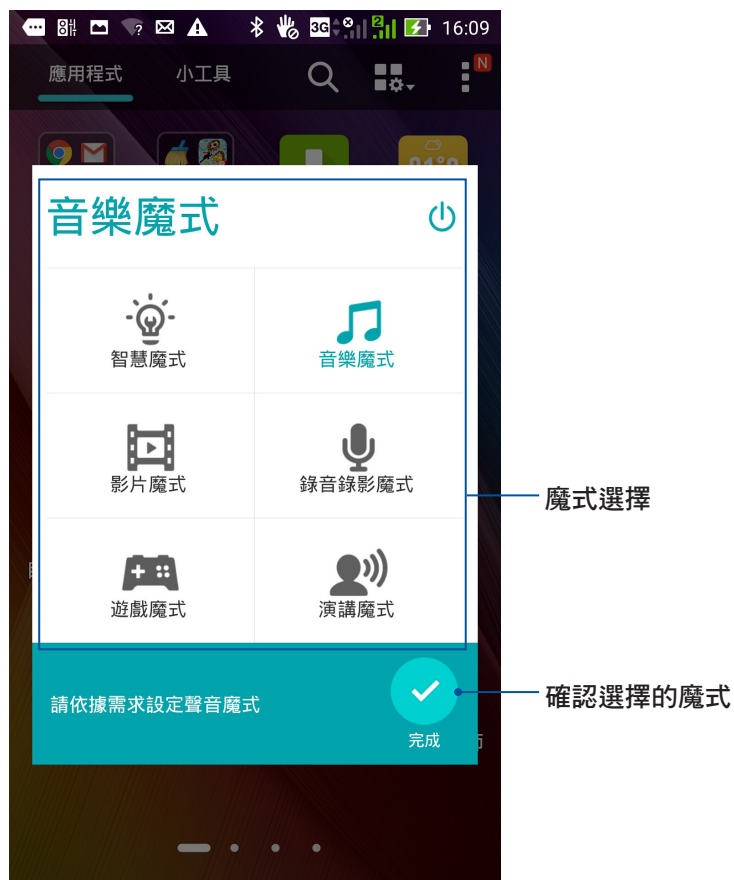 3G
2
16:09
應用程式
小工具
N
音樂魔式
智慧魔式
音樂魔式
影片魔式
錄音錄影魔式
魔式選擇
遊戲魔式
演講魔式
請依據需求設定聲音魔式
確認選擇的魔式
完成